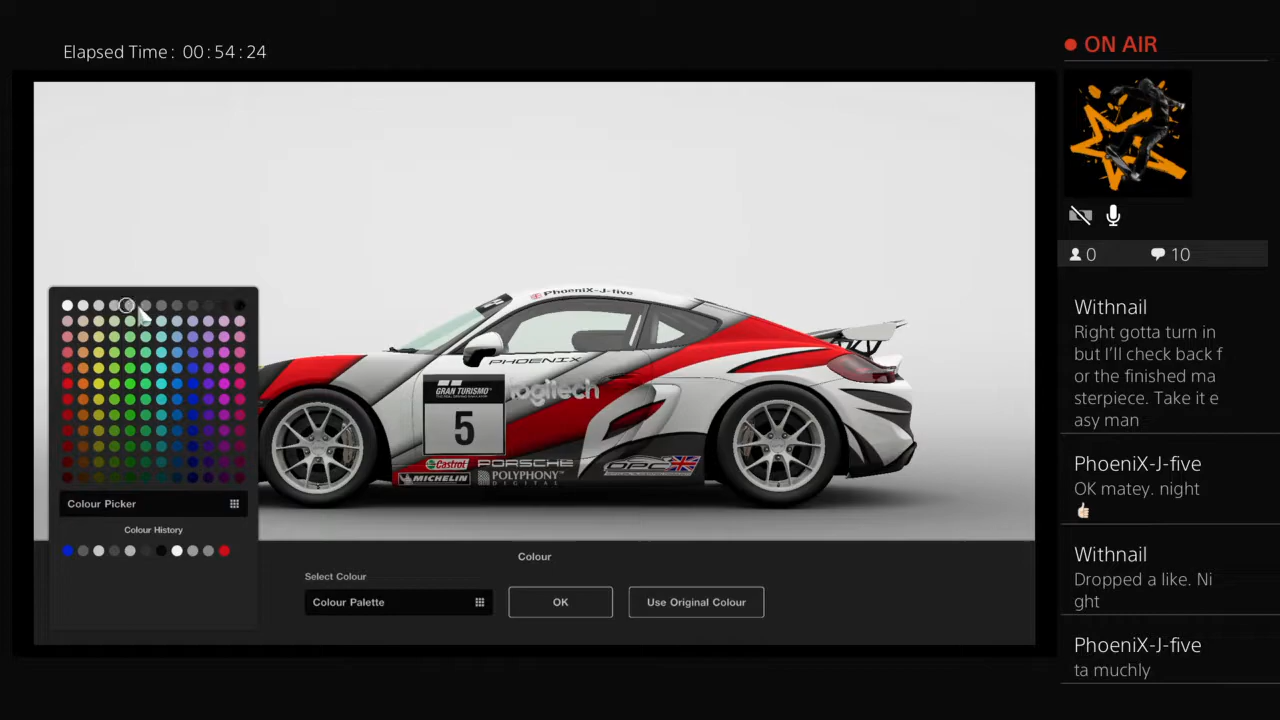 Elapsed Time: 00:54:24
ON AIR
0
10
PhoeniX-J-five
PHOENIX
logitech
GRAN TURISMO
5
Castrol
PORSCHE
OPC
MICHELIN
POLYPHONY
DIGITAL
Colour Picker
Colour History
Colour
Select Colour
Colour Palette
OK
Use Original Colour
Withnail
Right gotta turn in
but I'll check back f
or the finished ma
sterpiece. Take it e
asy man
PhoeniX-J-five
OK matey. night
👍🏻
Withnail
Dropped a like. Ni
ght
PhoeniX-J-five
ta muchly